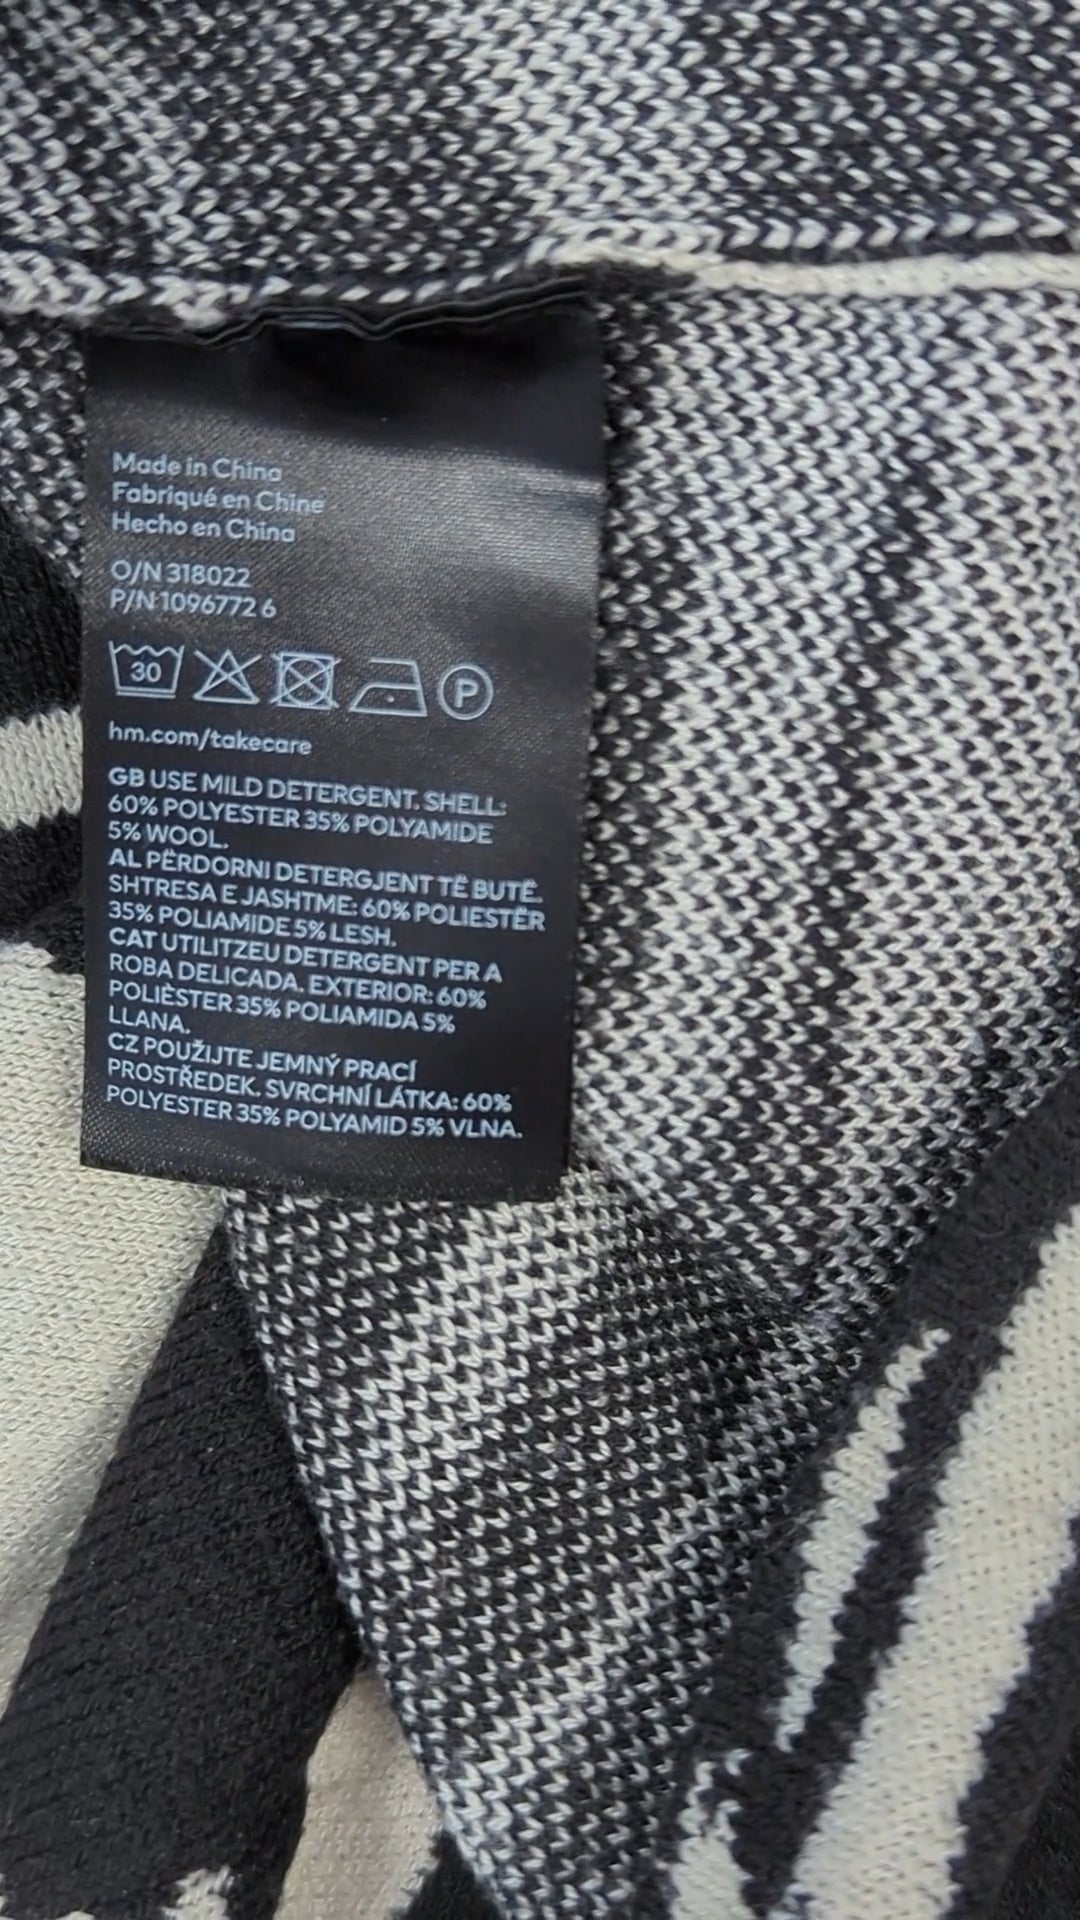 Made in China
Fabriqué en Chine
Hecho en China
O/N 318022
P/N 1096772 6
30
P
hm.com/takecare
GB USE MILD DETERGENT. SHELL:
60% POLYESTER 35% POLYAMIDE
5% WOOL.
AL PËRDORNI DETERGJENT TË BUTË.
SHTRESA E JASHTME: 60% POLIESTËR
35% POLIAMIDE 5% LESH.
CAT UTILITZEU DETERGENT PER A
ROBA DELICADA. EXTERIOR: 60%
POLIÈSTER 35% POLIAMIDA 5%
LLANA.
CZ POUŽIJTE JEMNÝ PRACÍ
PROSTŘEDEK. SVRCHNÍ LÁTKA: 60%
POLYESTER 35% POLYAMID 5% VLNA.